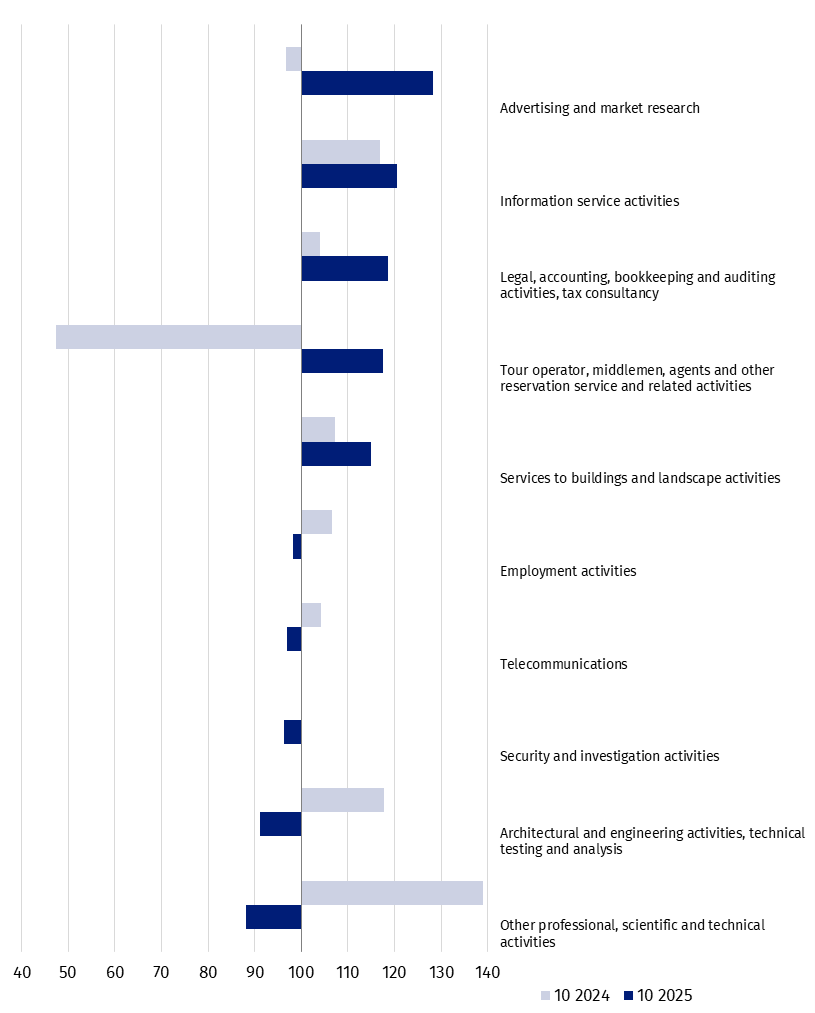 Advertising and market research
Information service activities
Legal, accounting, bookkeeping and auditing
activities, tax consultancy
Tour operator, middlemen, agents and other
reservation service and related activities
Services to buildings and landscape activities
Employment activities
Telecommunications
Security and investigation activities
Architectural and engineering activities, technical
testing and analysis
Other professional, scientific and technical
activities
40 50 60 70 80 90 100 110 120 130 140
10 2024 10 2025